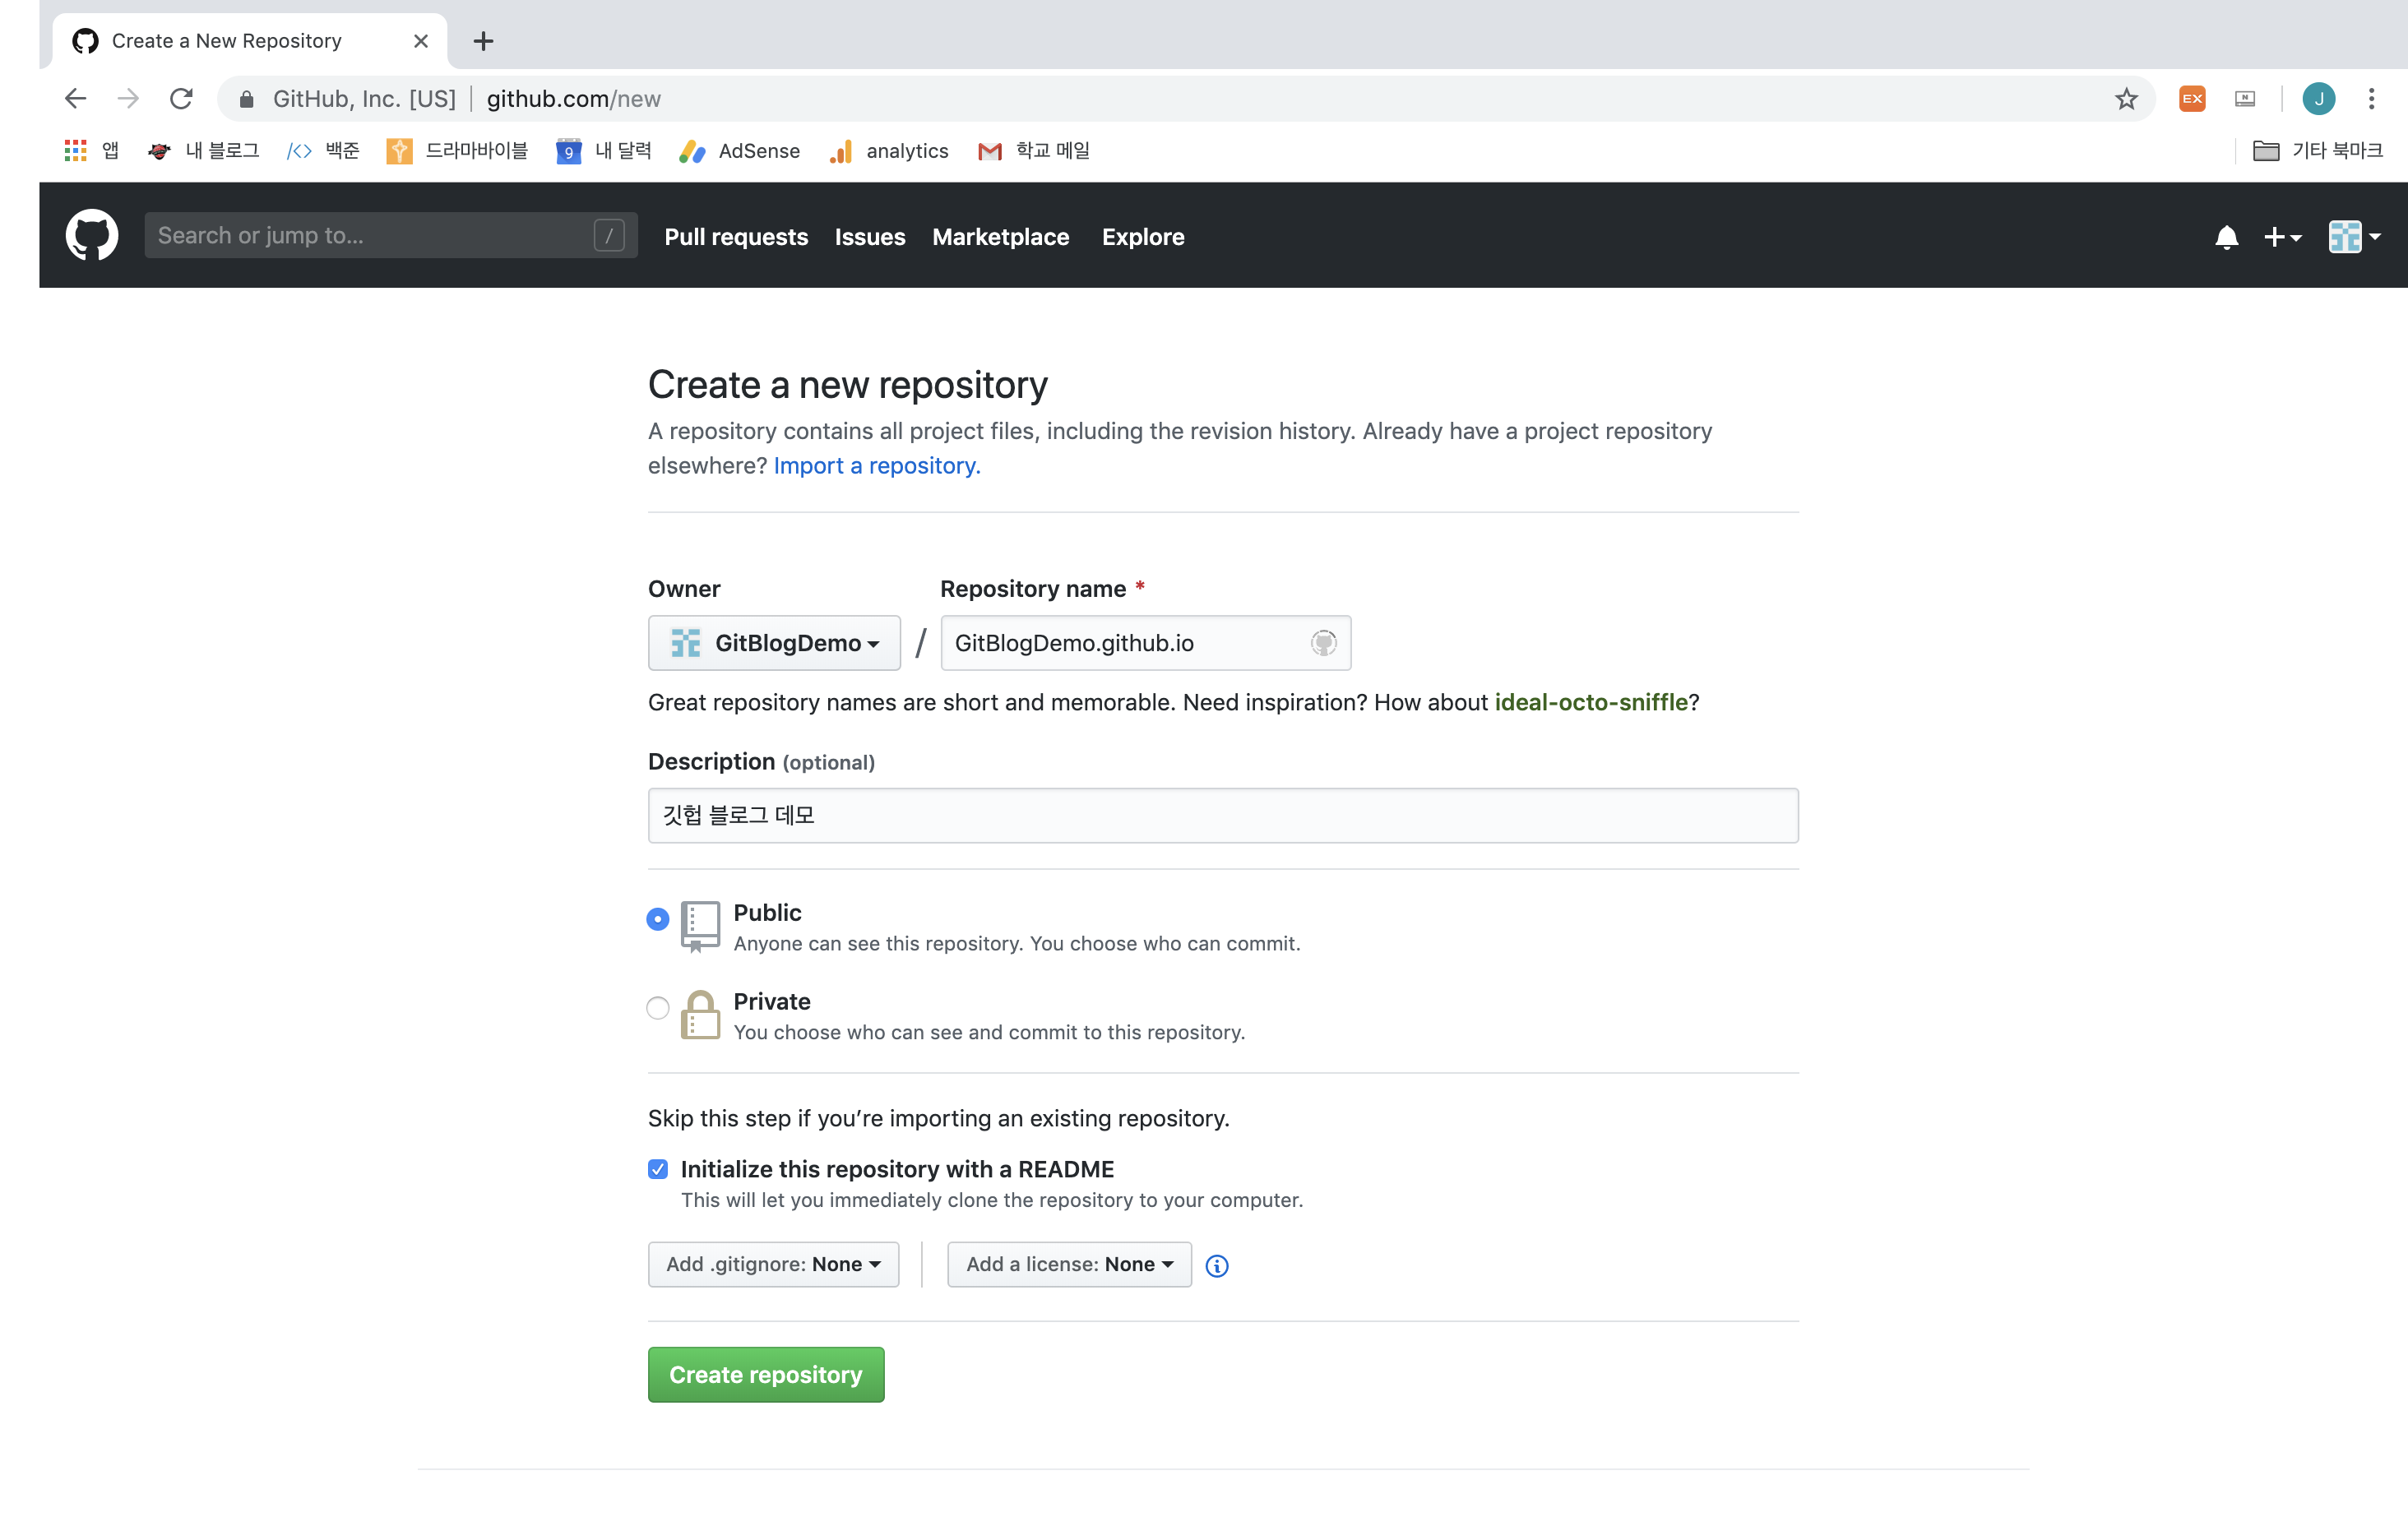 Create a New Repository
GitHub, Inc. [US] github.com/new
EX N J
앱 내 블로그 백준 드라마바이블 9 내 달력 AdSense analytics 학교 메일 기타 북마크
Search or jump to... / Pull requests Issues Marketplace Explore
Create a new repository
A repository contains all project files, including the revision history. Already have a project repository
elsewhere? Import a repository.
Owner Repository name *
GitBlogDemo / GitBlogDemo.github.io
Great repository names are short and memorable. Need inspiration? How about ideal-octo-sniffle?
Description (optional)
깃헙 블로그 데모
Public
Anyone can see this repository. You choose who can commit.
Private
You choose who can see and commit to this repository.
Skip this step if you’re importing an existing repository.
Initialize this repository with a README
This will let you immediately clone the repository to your computer.
Add .gitignore: None Add a license: None
Create repository